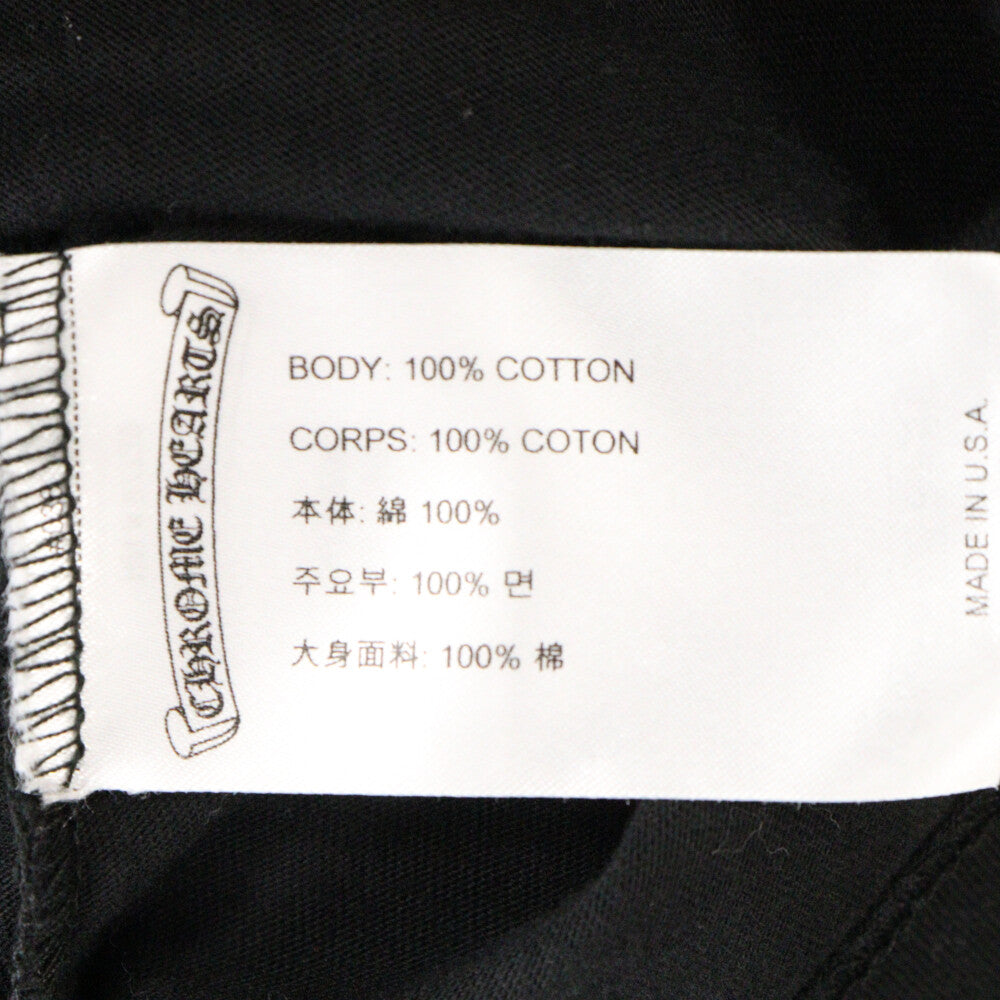 CHROME HEARTS
BODY: 100% COTTON
CORPS: 100% COTON
本体: 綿 100%
주요부: 100% 면
大身面料: 100% 棉
MADE IN U.S.A.